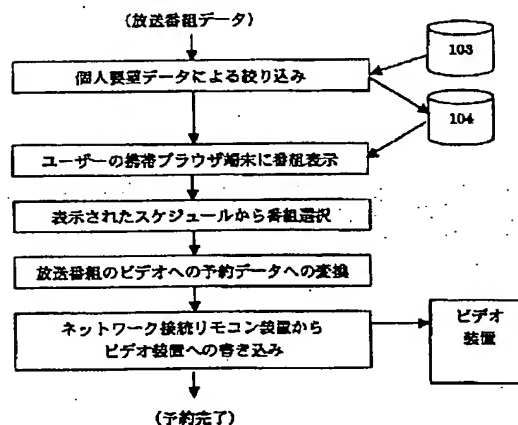 (放送番組データ)
103
個人要望データによる絞り込み
104
ユーザーの携帯ブラウザ端末に番組表示
表示されたスケジュールから番組選択
放送番組のビデオへの予約データへの変換
ネットワーク接続リモコン装置から
ビデオ装置への書き込み
ビデオ
装置
(予約完了)